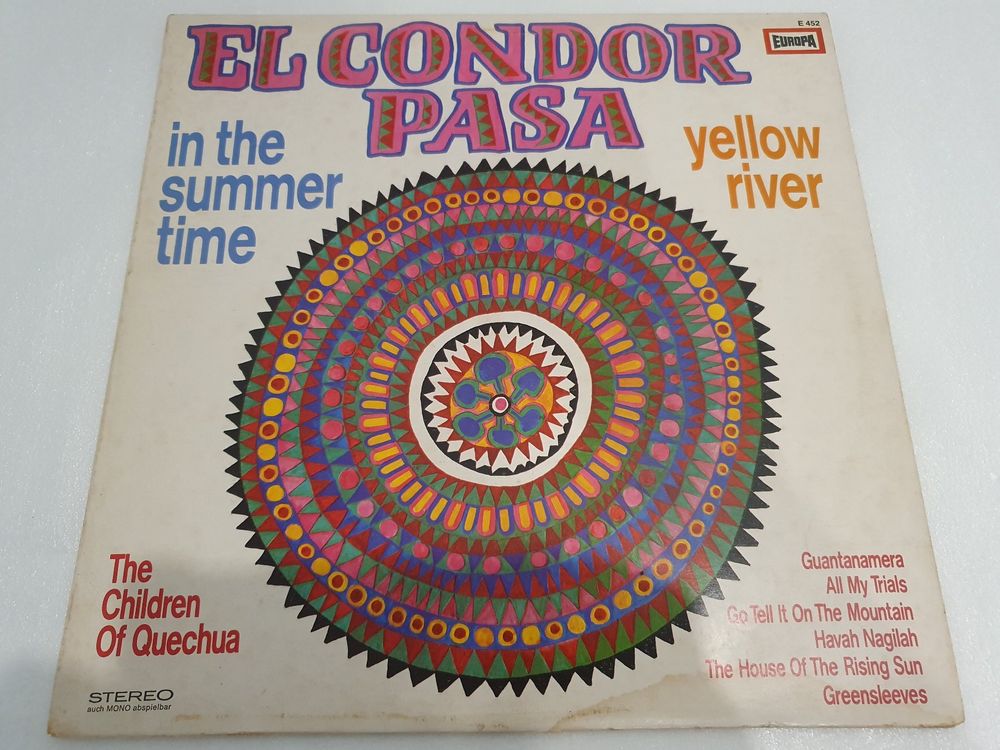 E 452
EUROPA
EL CONDOR
PASA
in the
summer
time
yellow
river
The
Children
Of Quechua
Guantanamera
All My Trials
Go Tell It On The Mountain
Havah Nagilah
The House Of The Rising Sun
Greensleeves
STEREO
auch MONO abspielbar